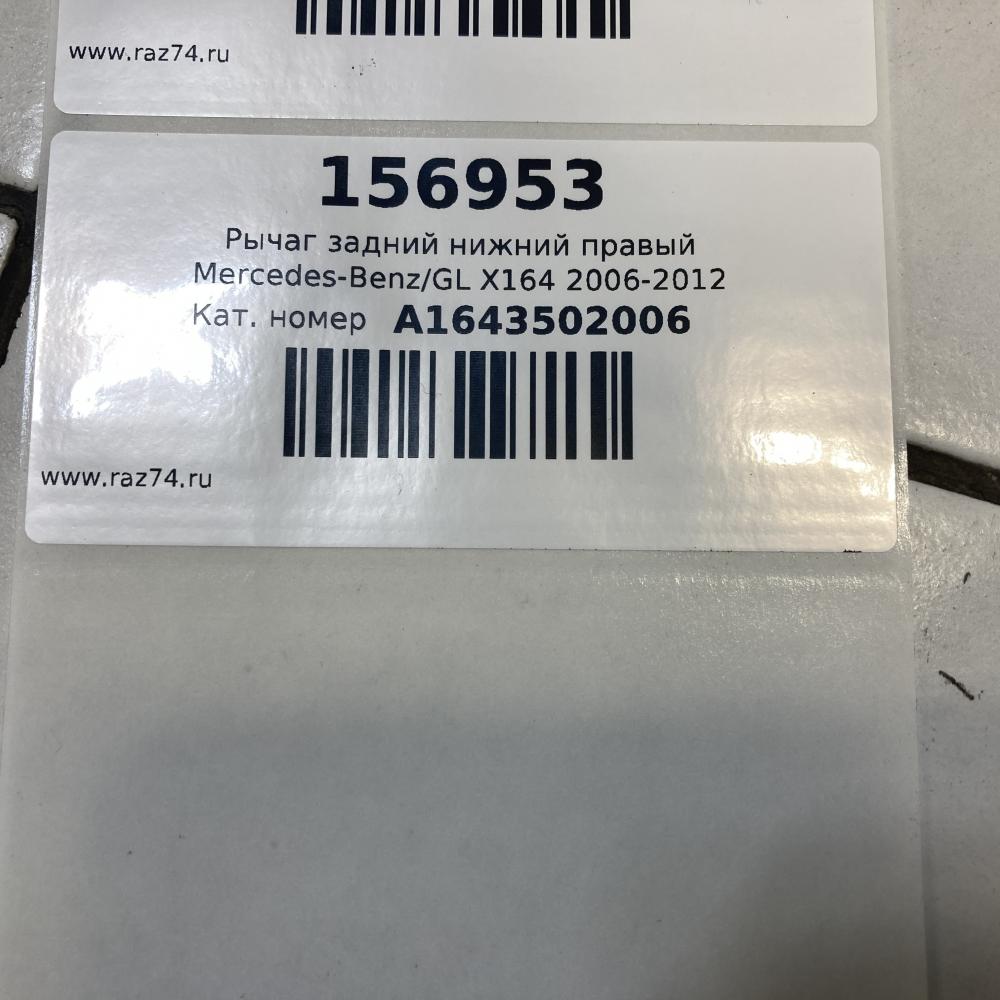 www.raz74.ru
156953
Рычаг задний нижний правый
Mercedes-Benz/GL X164 2006-2012
Кат. номер A1643502006
www.raz74.ru